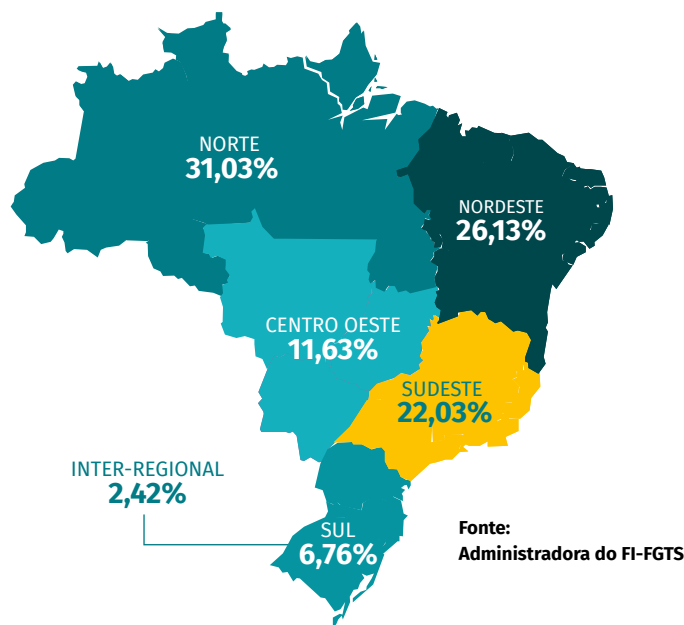 NORTE
31,03%
NORDESTE
26,13%
CENTRO OESTE
11,63%
SUDESTE
22,03%
INTER-REGIONAL
2,42%
SUL
6,76%
Fonte:
Administradora do FI-FGTS